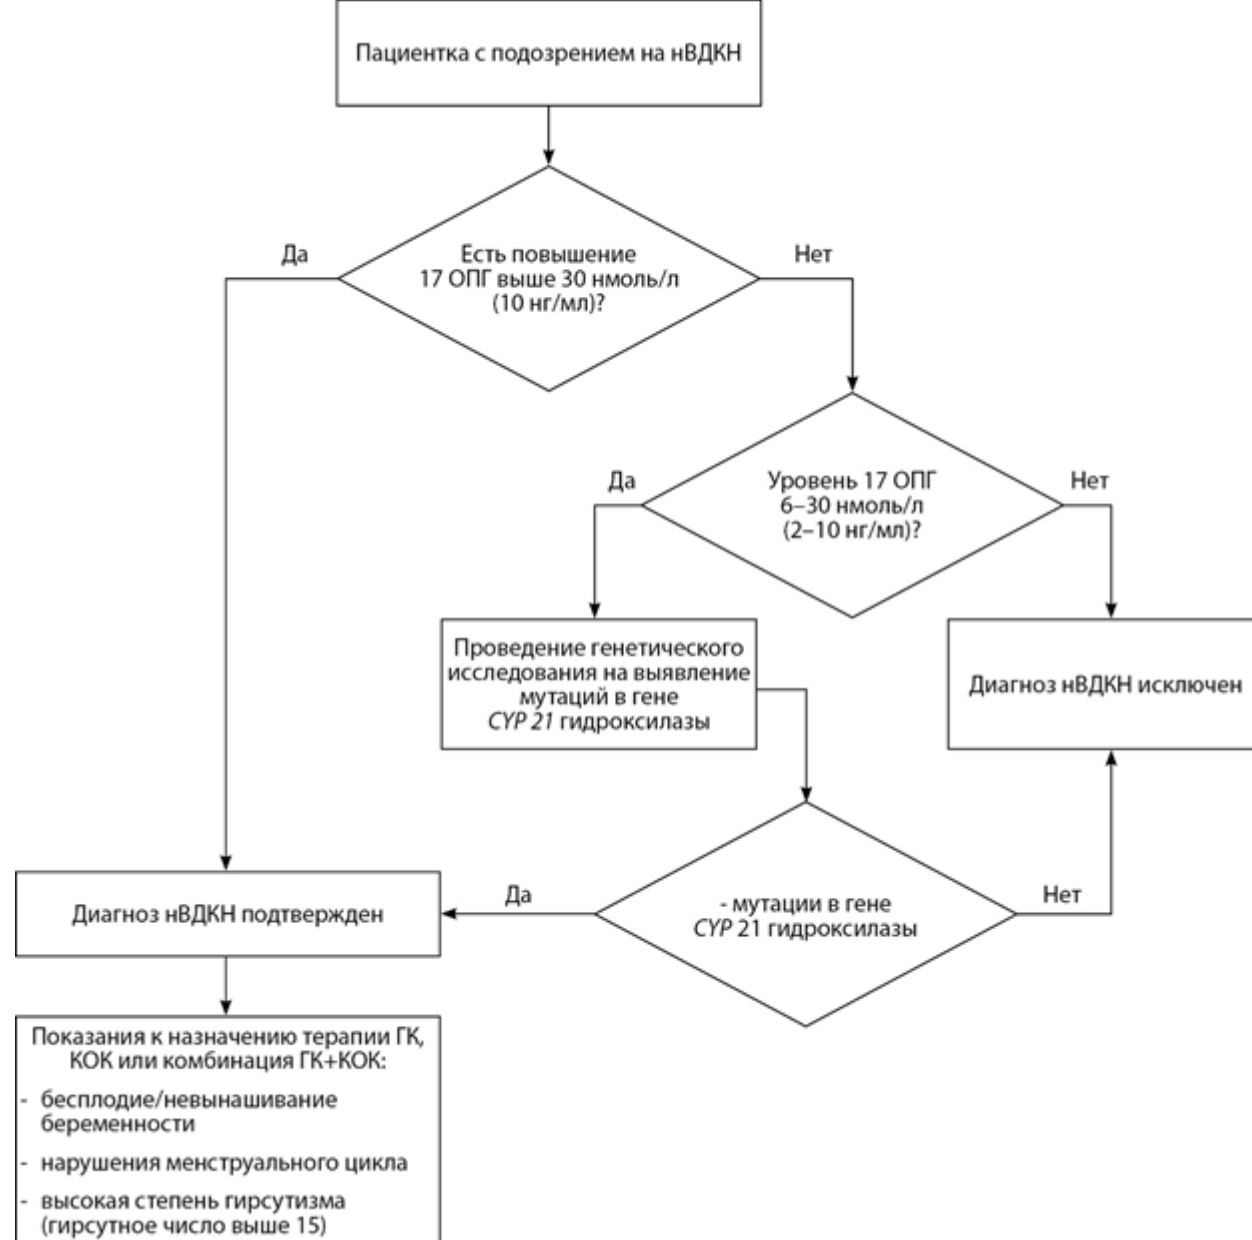 Пациентка с подозрением на нВДКН
Да
Есть повышение
17 ОПГ выше 30 нмоль/л
(10 нг/мл)?
Нет
Да
Уровень 17 ОПГ
6–30 нмоль/л
(2–10 нг/мл)?
Нет
Проведение генетического
исследования на выявление
мутаций в гене
CYP 21 гидроксилазы
Диагноз нВДКН исключен
Диагноз нВДКН подтвержден
Да
- мутации в гене
CYP 21 гидроксилазы
Нет
Показания к назначению терапии ГК,
КОК или комбинация ГК+КОК:
- бесплодие/невынашивание
беременности
- нарушения менструального цикла
- высокая степень гирсутизма
(гирсутное число выше 15)